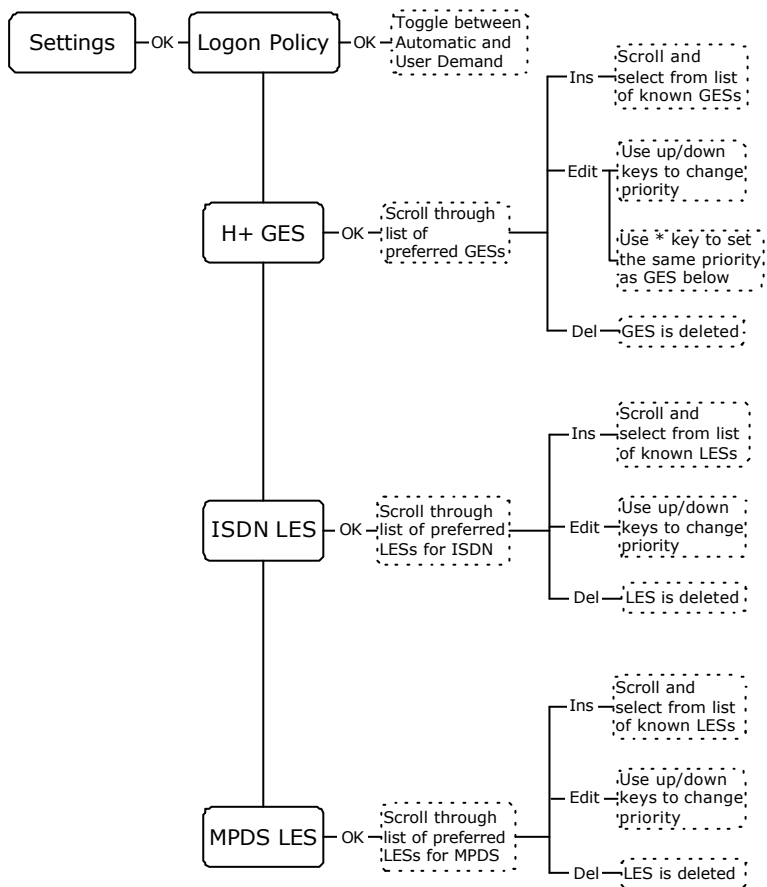 Settings
OK
Logon Policy
OK
Toggle between
Automatic and
User Demand
H+ GES
OK
Scroll through
list of
preferred GESs
Ins
Scroll and
select from list
of known GESs
Edit
Use up/down
keys to change
priority
Use * key to set
the same priority
as GES below
Del
GES is deleted
ISDN LES
OK
Scroll through
list of preferred
LESs for ISDN
Ins
Scroll and
select from list
of known LESs
Edit
Use up/down
keys to change
priority
Del
LES is deleted
MPDS LES
OK
Scroll through
list of preferred
LESs for MPDS
Ins
Scroll and
select from list
of known LESs
Edit
Use up/down
keys to change
priority
Del
LES is deleted